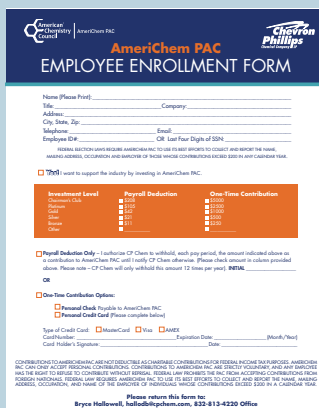 American
Chemistry
Council
AmeriChem PAC
Chevron
Phillips
Chemical Company LP
AmeriChem PAC
EMPLOYEE ENROLLMENT FORM
Name (Please Print):
Title: Company:
Address:
City, State, Zip:
Telephone: Email:
Employee ID#: OR Last Four Digits of SSN:
FEDERAL ELECTION LAWS REQUIRE AMERICHEM PAC TO USE ITS BEST EFFORTS TO COLLECT AND REPORT THE NAME,
MAILING ADDRESS, OCCUPATION AND EMPLOYER OF THOSE WHOSE CONTRIBUTIONS EXCEED $200 IN ANY CALENDAR YEAR.
I want to support the industry by investing in AmeriChem PAC.
Investment Level Payroll Deduction One-Time Contribution
Chairman's Club $208 $5000
Platinum $105 $2500
Gold $42 $1000
Silver $21 $500
Bronze $11 $250
Other
Payroll Deduction Only – I authorize CP Chem to withhold, each pay period, the amount indicated above as
a contribution to AmeriChem PAC until I notify CP Chem otherwise. (Please check amount in column provided
above. Please note – CP Chem will only withhold this amount 12 times per year). INITIAL
OR
One-Time Contribution Options:
Personal Check Payable to AmeriChem PAC
Personal Credit Card (Please complete below)
Type of Credit Card: MasterCard Visa AMEX
Card Number: Expiration Date: (Month/Year)
Card Holder's Signature: Date:
CONTRIBUTIONS TO AMERICHEM PAC ARE NOT DEDUCTIBLE AS CHARITABLE CONTRIBUTIONS FOR FEDERAL INCOME TAX PURPOSES. AMERICHEM
PAC CAN ONLY ACCEPT PERSONAL CONTRIBUTIONS. CONTRIBUTIONS TO AMERICHEM PAC ARE STRICTLY VOLUNTARY, AND ANY EMPLOYEE
HAS THE RIGHT TO REFUSE TO CONTRIBUTE WITHOUT REPRISAL. FEDERAL LAW PROHIBITS THE PAC FROM ACCEPTING CONTRIBUTIONS FROM
FOREIGN NATIONALS. FEDERAL LAW REQUIRES AMERICHEM PAC TO USE ITS BEST EFFORTS TO COLLECT AND REPORT THE NAME, MAILING
ADDRESS, OCCUPATION, AND NAME OF THE EMPLOYER OF INDIVIDUALS WHOSE CONTRIBUTIONS EXCEED $200 IN A CALENDAR YEAR.
Please return this form to:
Bryce Hallowell, hallodb@cpchem.com, 832-813-4220 Office